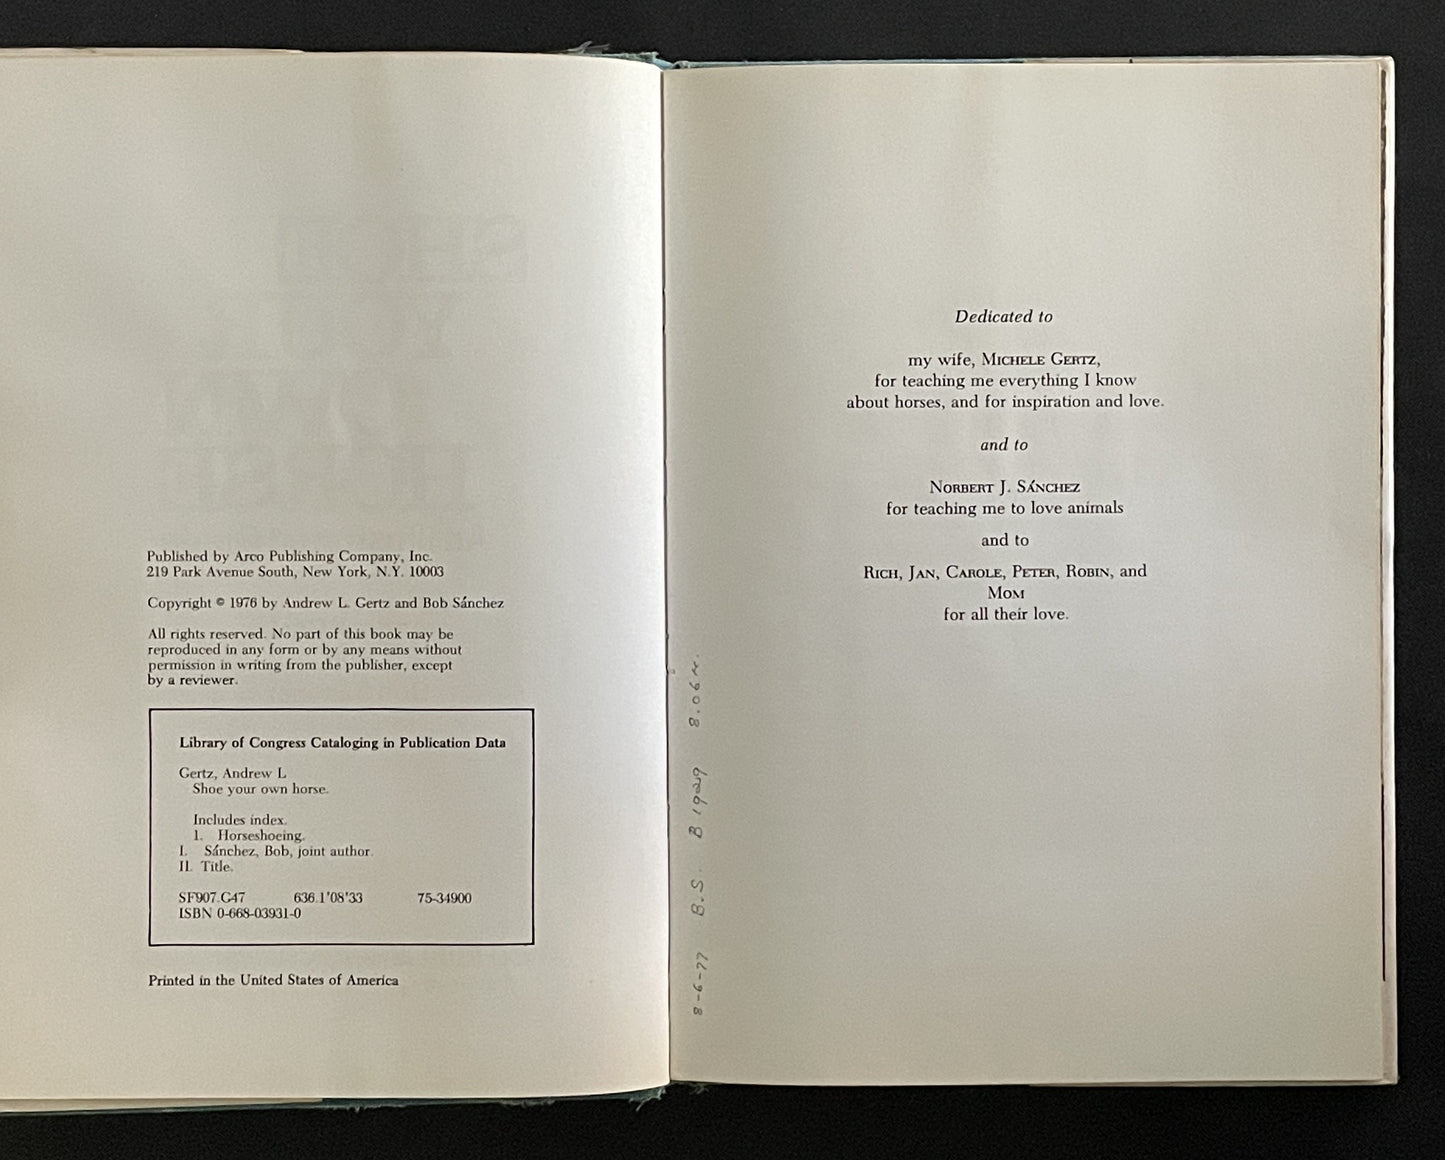 Published by Arco Publishing Company, Inc.
219 Park Avenue South, New York, N.Y. 10003
Copyright © 1976 by Andrew L. Gertz and Bob Sánchez
All rights reserved. No part of this book may be
reproduced in any form or by any means without
permission in writing from the publisher, except
by a reviewer.
Library of Congress Cataloging in Publication Data
Gertz, Andrew L
Shoe your own horse.
Includes index.
1. Horseshoeing.
I. Sánchez, Bob, joint author.
II. Title.
SF907.G47 636.1'08'33 75-34900
ISBN 0-668-03931-0
Printed in the United States of America
Dedicated to
my wife, MICHELE GERTZ,
for teaching me everything I know
about horses, and for inspiration and love.
and to
NORBERT J. SÁNCHEZ
for teaching me to love animals
and to
RICH, JAN, CAROLE, PETER, ROBIN, and
MOM
for all their love.
8-6-77 B.S. B 1929 8.06